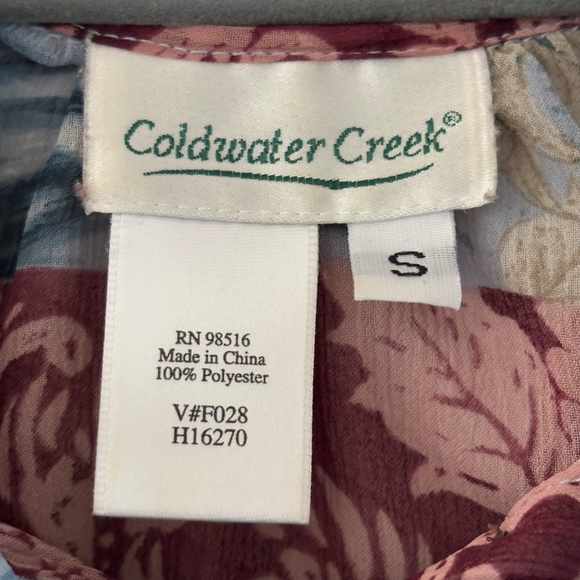 Coldwater Creek®
S
RN 98516
Made in China
100% Polyester
V#F028
H16270